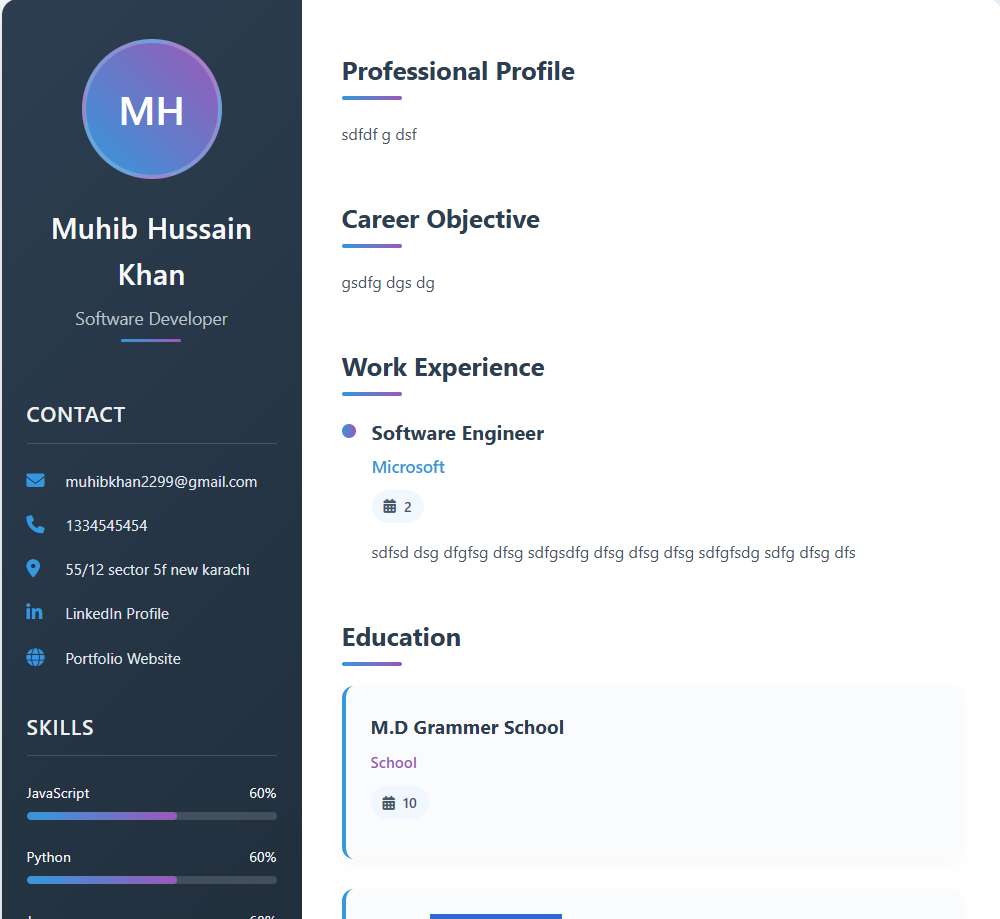 MH
Muhib Hussain
Khan
Software Developer
CONTACT
muhibkhan2299@gmail.com
1334545454
55/12 sector 5f new karachi
LinkedIn Profile
Portfolio Website
SKILLS
JavaScript 60%
Python 60%
Professional Profile
sdfdf g dsf
Career Objective
gsdfg dgs dg
Work Experience
Software Engineer
Microsoft
2
sdfsd dsg dfgfsg dfsg sdfgsdfg dfsg dfsg dfsg sdfgfsdg sdfg dfsg dfs
Education
M.D Grammer School
School
10